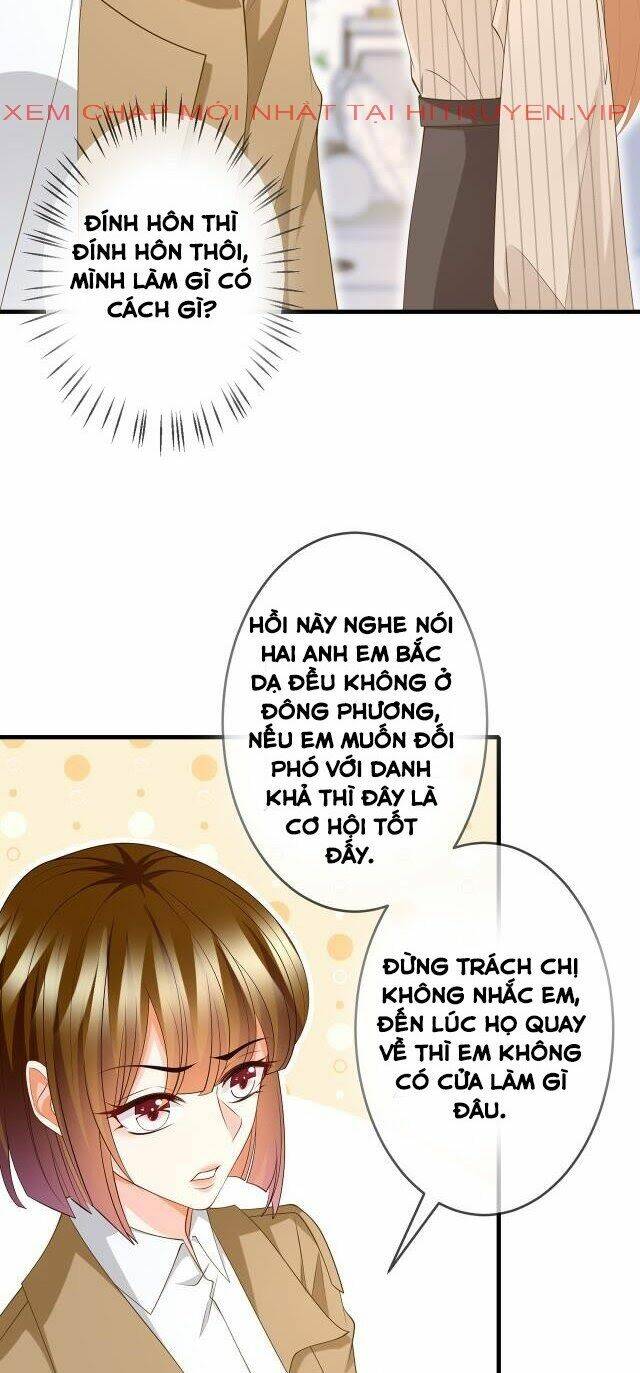 XEM CHAP MỚI NHẤT TẠI HITRUYEN.VIP
ĐÍNH HÔN THÌ
ĐÍNH HÔN THÔI,
MÌNH LÀM GÌ CÓ
CÁCH GÌ?
HỒI NÀY NGHE NÓI
HAI ANH EM BẮC
DẠ ĐỀU KHÔNG Ở
ĐÔNG PHƯƠNG,
NẾU EM MUỐN ĐỐI
PHÓ VỚI DANH
KHẢ THÌ ĐÂY LÀ
CƠ HỘI TỐT
ĐẤY.
ĐỪNG TRÁCH CHỊ
KHÔNG NHẮC EM,
ĐẾN LÚC HỌ QUAY
VỀ THÌ EM KHÔNG
CÓ CỬA LÀM GÌ
ĐÂU.